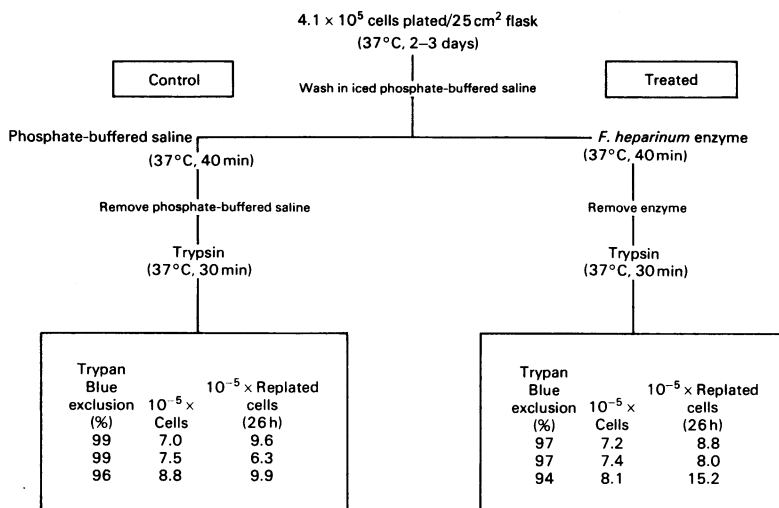 4.1 × 10⁵ cells plated/25 cm² flask
(37°C, 2–3 days)
Control
Treated
Wash in iced phosphate-buffered saline
Phosphate-buffered saline
(37°C, 40 min)
F. heparinum enzyme
(37°C, 40 min)
Remove phosphate-buffered saline
Remove enzyme
Trypsin
(37°C, 30 min)
Trypsin
(37°C, 30 min)
Trypan
Blue
exclusion
(%)
10⁻⁵ ×
Cells
10⁻⁵ × Replated
cells
(26 h)
99 7.0 9.6
99 7.5 6.3
96 8.8 9.9
Trypan
Blue
exclusion
(%)
10⁻⁵ ×
Cells
10⁻⁵ × Replated
cells
(26 h)
97 7.2 8.8
97 7.4 8.0
94 8.1 15.2